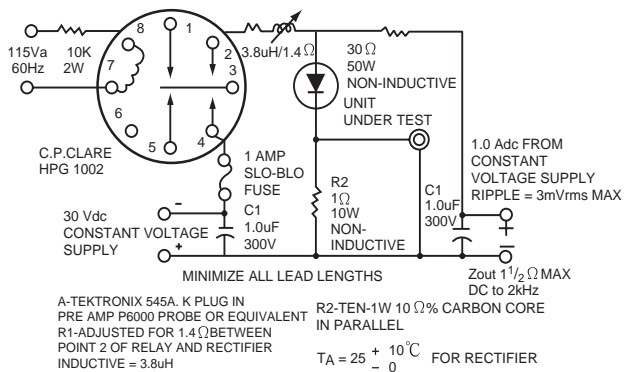 115Va
60Hz
10K
2W
8
1
7
2
3
6
5
4
C.P.CLARE
HPG 1002
3.8uH/1.4 Ω
30 Ω
50W
NON-INDUCTIVE
UNIT
UNDER TEST
1 AMP
SLO-BLO
FUSE
R2
1Ω
10W
NON-
INDUCTIVE
C1
1.0uF
300V
1.0 Adc FROM
CONSTANT
VOLTAGE SUPPLY
RIPPLE = 3mVrms MAX
+
–
–
30 Vdc
CONSTANT VOLTAGE
SUPPLY
+
C1
1.0uF
300V
MINIMIZE ALL LEAD LENGTHS
Zout 1 1/2 Ω MAX
DC to 2kHz
A-TEKTRONIX 545A. K PLUG IN
PRE AMP P6000 PROBE OR EQUIVALENT
R1-ADJUSTED FOR 1.4 Ω BETWEEN
POINT 2 OF RELAY AND RECTIFIER
INDUCTIVE = 3.8uH
R2-TEN-1W 10 Ω% CARBON CORE
IN PARALLEL
TA = 25 + 10°C
– 0
FOR RECTIFIER